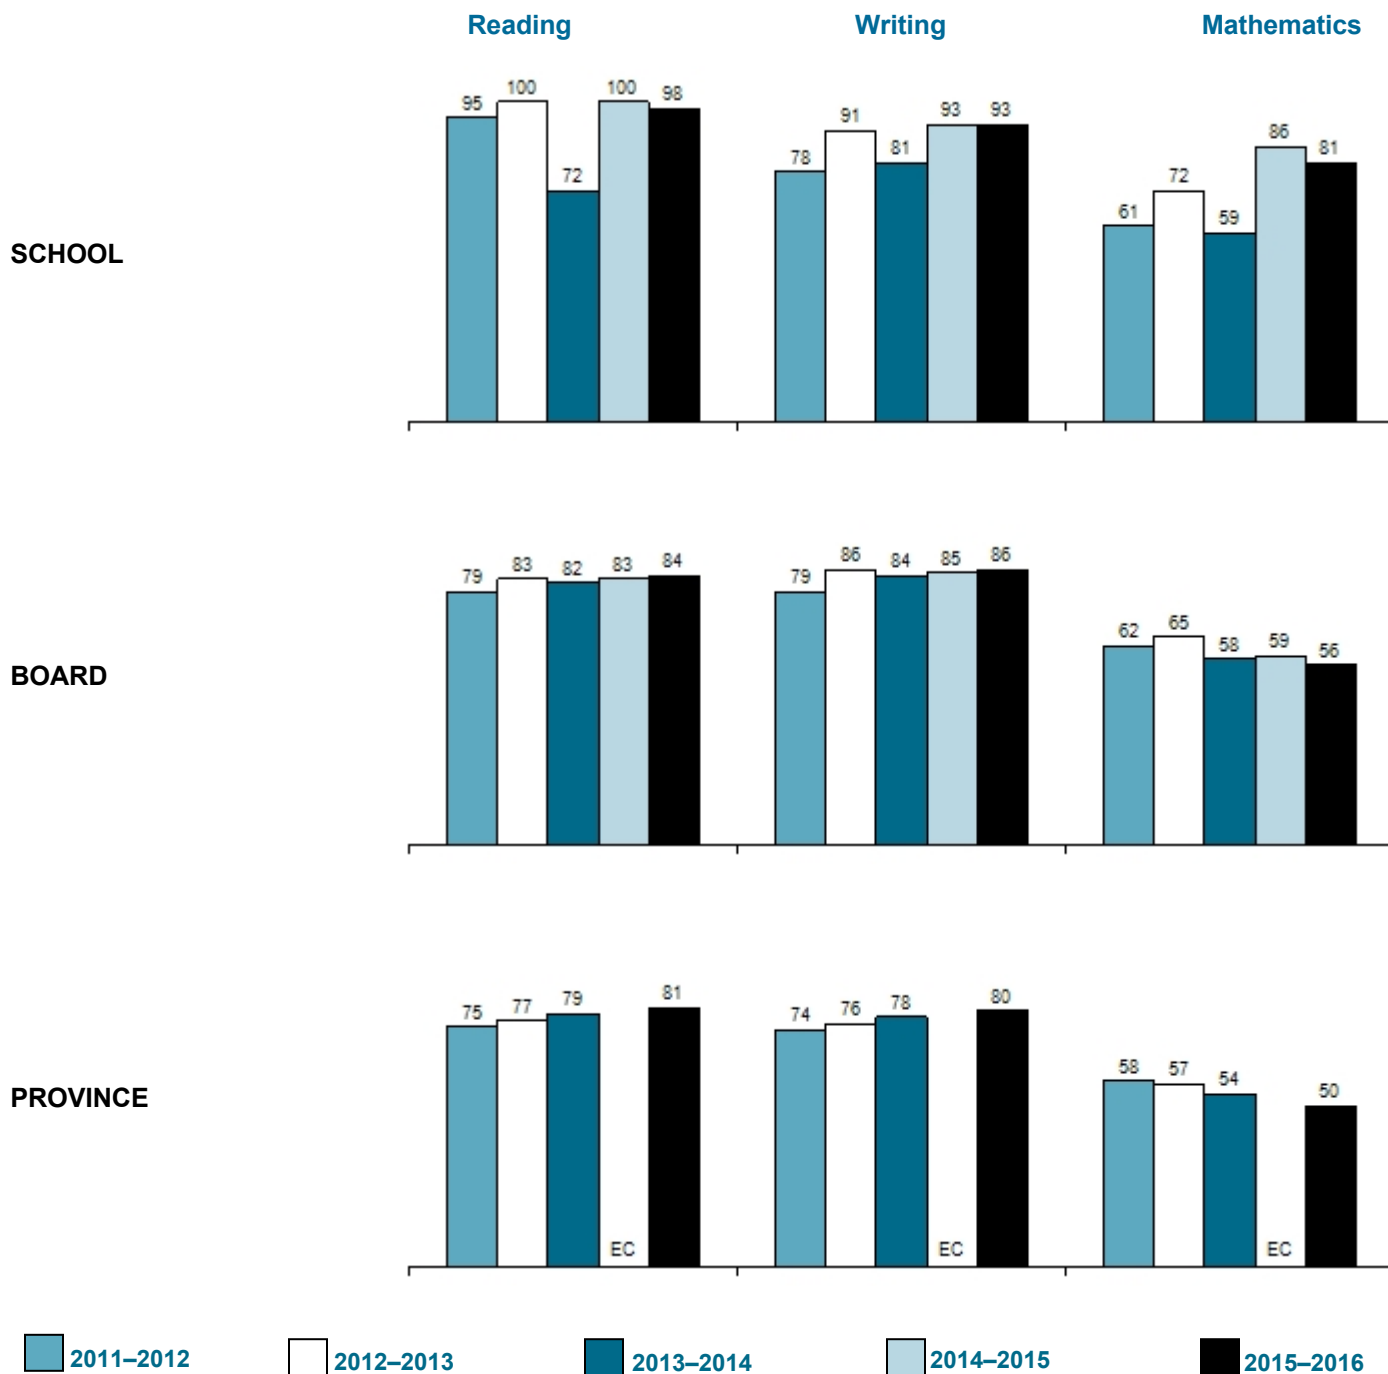 Reading Writing Mathematics
95 100 72 100 98 78 91 81 93 93 61 72 59 86 81
SCHOOL
79 83 82 83 84 79 86 84 85 86 62 65 58 59 56
BOARD
75 77 79 EC 81 74 76 78 EC 80 58 57 54 EC 50
PROVINCE
2011–2012 2012–2013 2013–2014 2014–2015 2015–2016